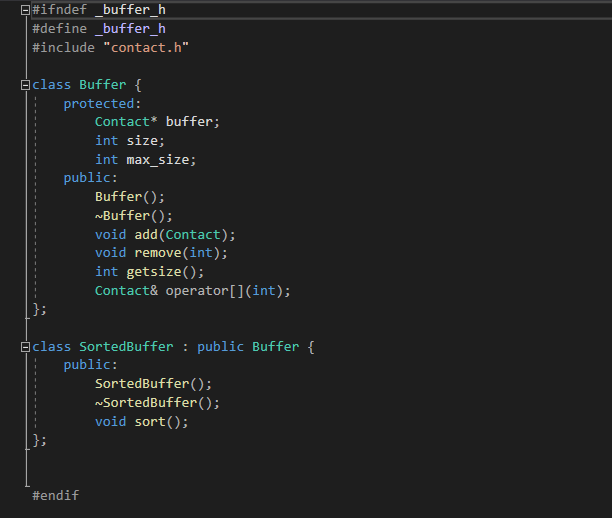 #ifndef _buffer_h
#define _buffer_h
#include "contact.h"
class Buffer {
protected:
Contact* buffer;
int size;
int max_size;
public:
Buffer();
~Buffer();
void add(Contact);
void remove(int);
int getsize();
Contact& operator[](int);
};
class SortedBuffer : public Buffer {
public:
SortedBuffer();
~SortedBuffer();
void sort();
};
#endif